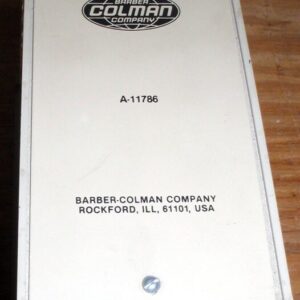 BARBER
COLMAN
COMPANY
A-11786
BARBER-COLMAN COMPANY
ROCKFORD, ILL, 61101, USA